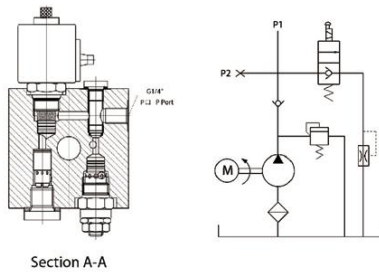 G1/4"
P Port
Section A-A
P1
P2
M